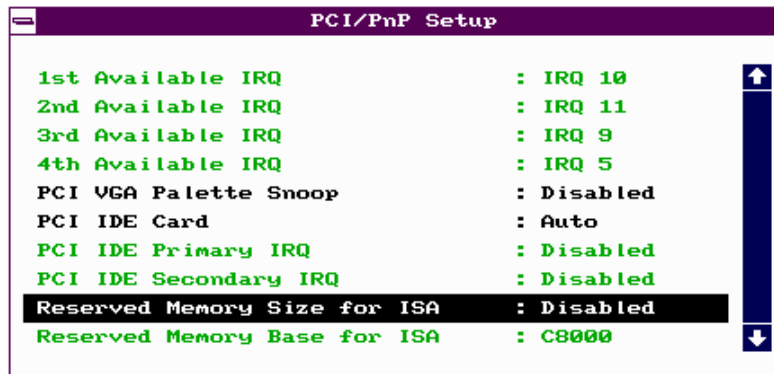 PCI/PnP Setup
1st Available IRQ : IRQ 10
2nd Available IRQ : IRQ 11
3rd Available IRQ : IRQ 9
4th Available IRQ : IRQ 5
PCI VGA Palette Snoop : Disabled
PCI IDE Card : Auto
PCI IDE Primary IRQ : Disabled
PCI IDE Secondary IRQ : Disabled
Reserved Memory Size for ISA : Disabled
Reserved Memory Base for ISA : C8000